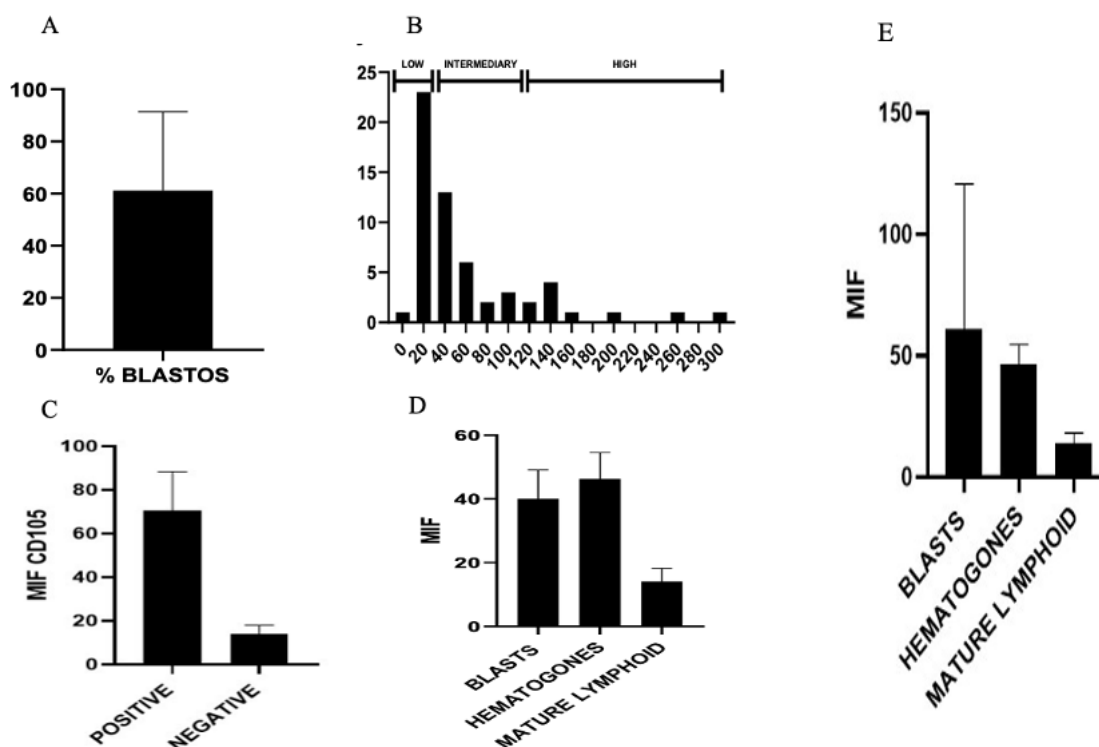 A
100
80
60
40
20
0
% BLASTOS
B
LOW INTERMEDIARY HIGH
25
20
15
10
5
0
0 20 40 60 80 100 120 140 160 180 200 220 240 260 280 300
C
MIF CD105
100
80
60
40
20
0
POSITIVE NEGATIVE
D
MIF
60
40
20
0
BLASTS HEMATOGONES MATURE LYMPHOID
E
MIF
150
100
50
0
BLASTS HEMATOGONES MATURE LYMPHOID